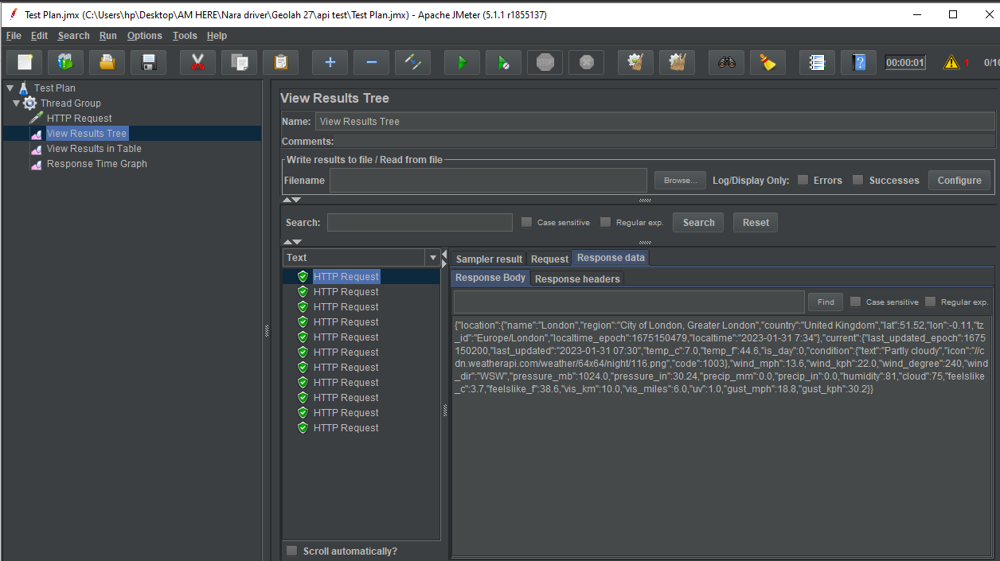 Test Plan.jmx (C:\Users\hp\Desktop\AM HERE\Nara driver\Geolah 27\api test\Test Plan.jmx) - Apache JMeter (5.1.1 r1855137)
File Edit Search Run Options Tools Help
STOP
00:00:01 1 0/10
Test Plan
Thread Group
HTTP Request
View Results Tree
View Results in Table
Response Time Graph
View Results Tree
Name: View Results Tree
Comments:
Write results to file / Read from file
Filename Browse... Log/Display Only: Errors Successes Configure
Search: Case sensitive Regular exp. Search Reset
Text
HTTP Request
HTTP Request
HTTP Request
HTTP Request
HTTP Request
HTTP Request
HTTP Request
HTTP Request
HTTP Request
HTTP Request
HTTP Request
Scroll automatically?
Sampler result Request Response data
Response Body Response headers
Find Case sensitive Regular exp.
{"location":{"name":"London","region":"City of London, Greater London","country":"United Kingdom","lat":51.52,"lon":-0.11,"tz
_id":"Europe/London","localtime_epoch":1675150479,"localtime":"2023-01-31 7:34"},"current":{"last_updated_epoch":1675
150200,"last_updated":"2023-01-31 07:30","temp_c":7.0,"temp_f":44.6,"is_day":0,"condition":{"text":"Partly cloudy","icon":"//c
dn.weatherapi.com/weather/64x64/night/116.png","code":1003},"wind_mph":13.6,"wind_kph":22.0,"wind_degree":240,"wind
_dir":"WSW","pressure_mb":1024.0,"pressure_in":30.24,"precip_mm":0.0,"precip_in":0.0,"humidity":81,"cloud":75,"feelslike
_c":3.7,"feelslike_f":38.6,"vis_km":10.0,"vis_miles":6.0,"uv":1.0,"gust_mph":18.8,"gust_kph":30.2}}